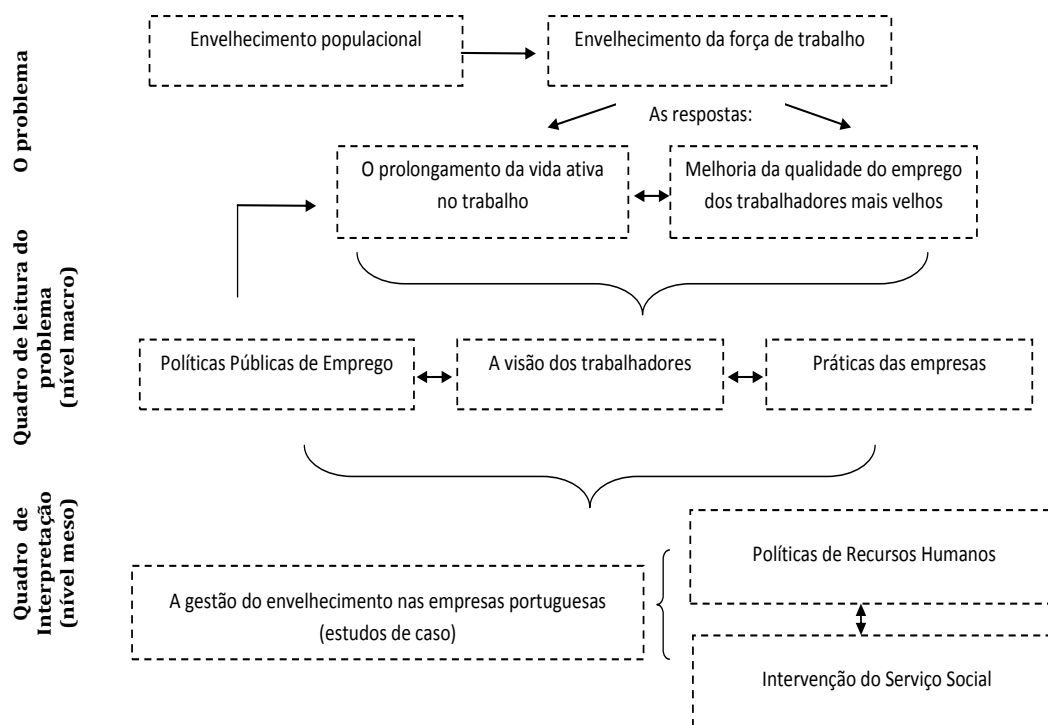 O problema
Envelhecimento populacional
Envelhecimento da força de trabalho
As respostas:
O prolongamento da vida ativa
no trabalho
Melhoria da qualidade do emprego
dos trabalhadores mais velhos
Quadro de leitura do
problema
(nível macro)
Políticas Públicas de Emprego
A visão dos trabalhadores
Práticas das empresas
Quadro de
Interpretação
(nível meso)
A gestão do envelhecimento nas empresas portuguesas
(estudos de caso)
Políticas de Recursos Humanos
Intervenção do Serviço Social